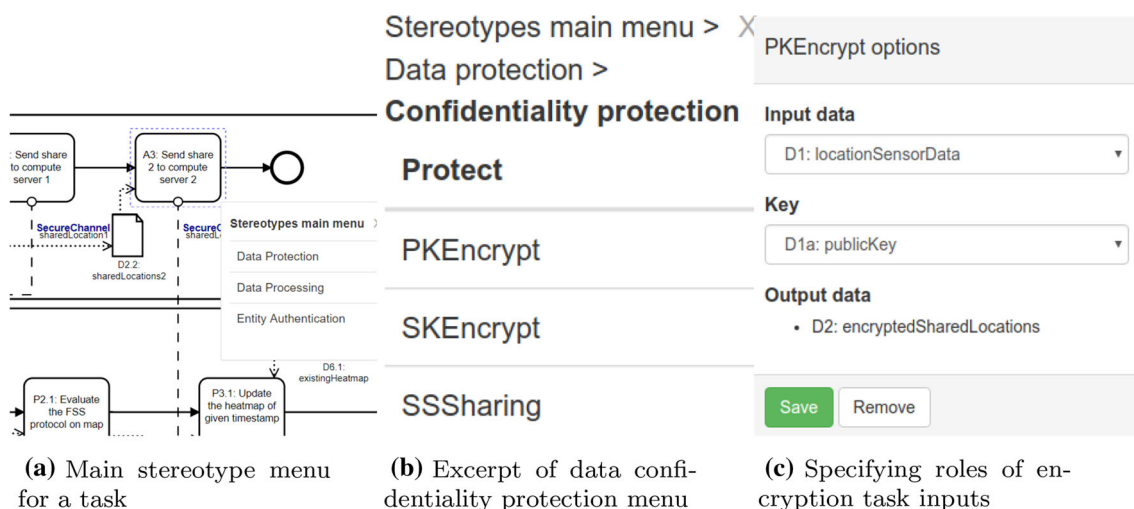 : Send share
to compute
server 1
A3: Send share
2 to compute
server 2
SecureChannel
sharedLocation1
D2.2:
sharedLocations2
SecureC
sharedL
Stereotypes main menu X
Data Protection
Data Processing
Entity Authentication
D6.1:
existingHeatmap
P2.1: Evaluate
the FSS
protocol on map
P3.1: Update
the heatmap of
given timestamp
(a) Main stereotype menu
for a task
Stereotypes main menu > X
Data protection >
Confidentiality protection
Protect
PKEncrypt
SKEncrypt
SSSharing
(b) Excerpt of data confi-
dentiality protection menu
PKEncrypt options
Input data
D1: locationSensorData
Key
D1a: publicKey
Output data
• D2: encryptedSharedLocations
Save
Remove
(c) Specifying roles of en-
cryption task inputs